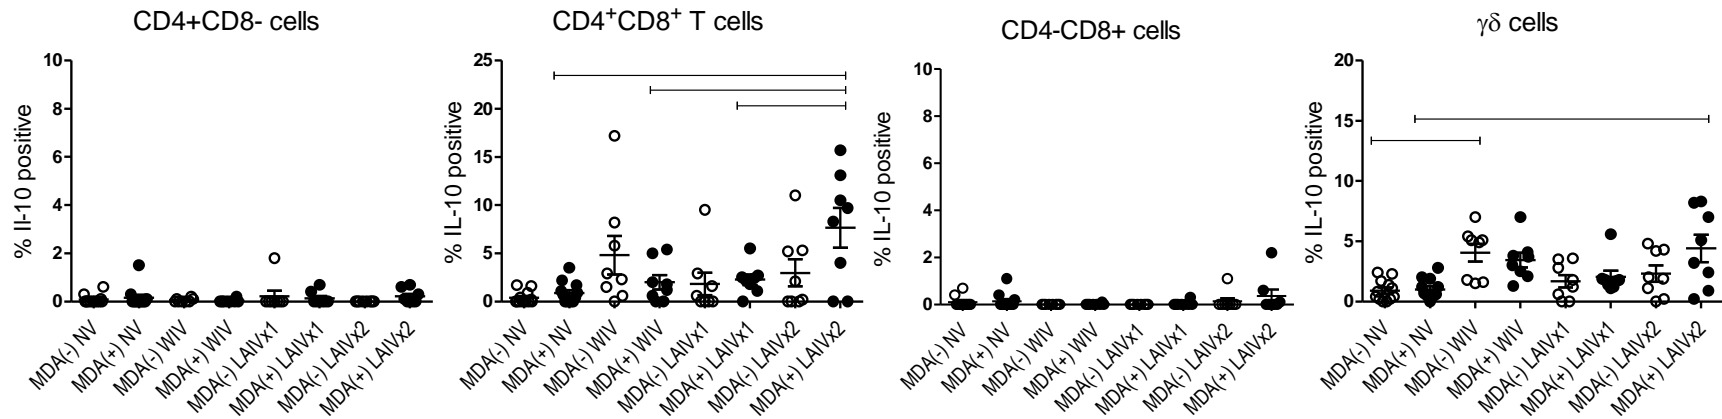 CD4+CD8- cells
% Il-10 positive
10
8
6
4
2
0
MDA(-) NV
MDA(+) NV
MDA(-) WIV
MDA(+) WIV
MDA(-) LAIVx1
MDA(+) LAIVx1
MDA(-) LAIVx2
MDA(+) LAIVx2
CD4⁺CD8⁺ T cells
% IL-10 positive
25
20
15
10
5
0
MDA(-) NV
MDA(+) NV
MDA(-) WIV
MDA(+) WIV
MDA(-) LAIVx1
MDA(+) LAIVx1
MDA(-) LAIVx2
MDA(+) LAIVx2
CD4-CD8+ cells
% IL-10 positive
10
8
6
4
2
0
MDA(-) NV
MDA(+) NV
MDA(-) WIV
MDA(+) WIV
MDA(-) LAIVx1
MDA(+) LAIVx1
MDA(-) LAIVx2
MDA(+) LAIVx2
γδ cells
% IL-10 positive
20
15
10
5
0
MDA(-) NV
MDA(+) NV
MDA(-) WIV
MDA(+) WIV
MDA(-) LAIVx1
MDA(+) LAIVx1
MDA(-) LAIVx2
MDA(+) LAIVx2